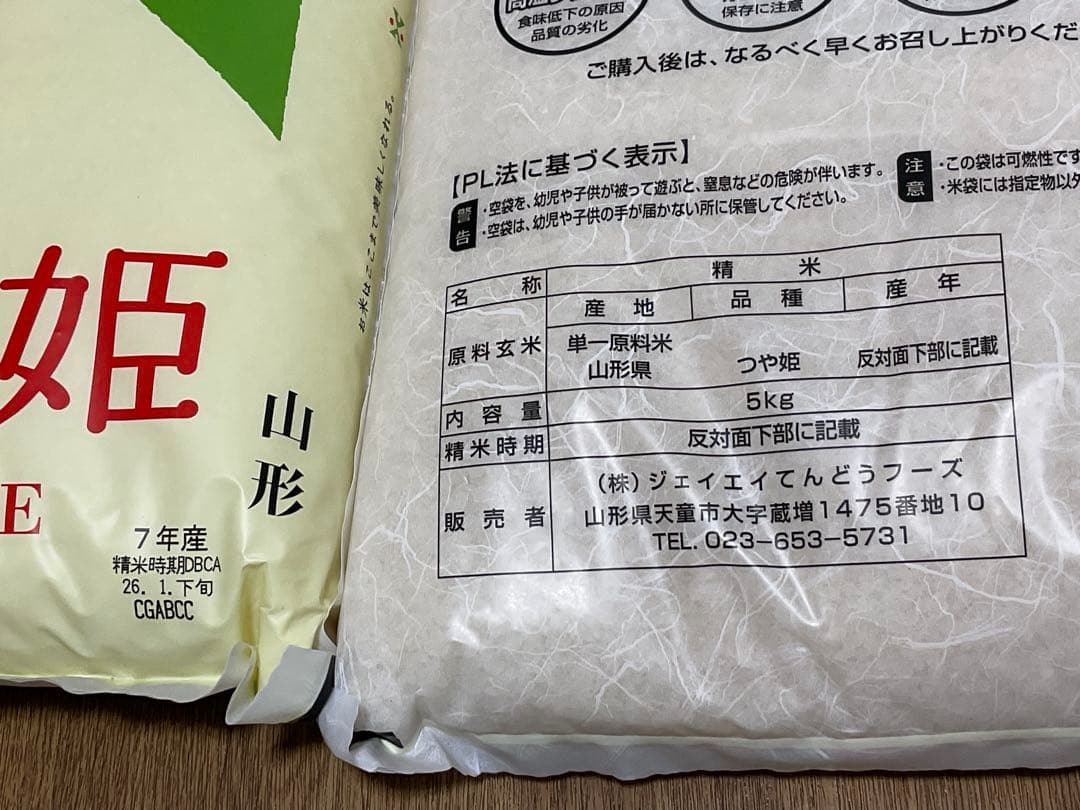 姫
山形
E
7年産
精米時期DBCA
26. 1.下旬
CGABCC
食味低下の原因
品質の劣化
保存に注意
ご購入後は、なるべく早くお召し上がりくだ
【PL法に基づく表示】
警告
・空袋を、幼児や子供が被って遊ぶと、窒息などの危険が伴います。
・空袋は、幼児や子供の手が届かない所に保管してください。
注意
・この袋は可燃性です
・米袋には指定物以外
名称 精米
原料玄米 産地 品種 産年
単一原料米
山形県 つや姫 反対面下部に記載
内容量 5kg
精米時期 反対面下部に記載
販売者 (株)ジェイエイてんどうフーズ
山形県天童市大字蔵増1475番地10
TEL. 023-653-5731